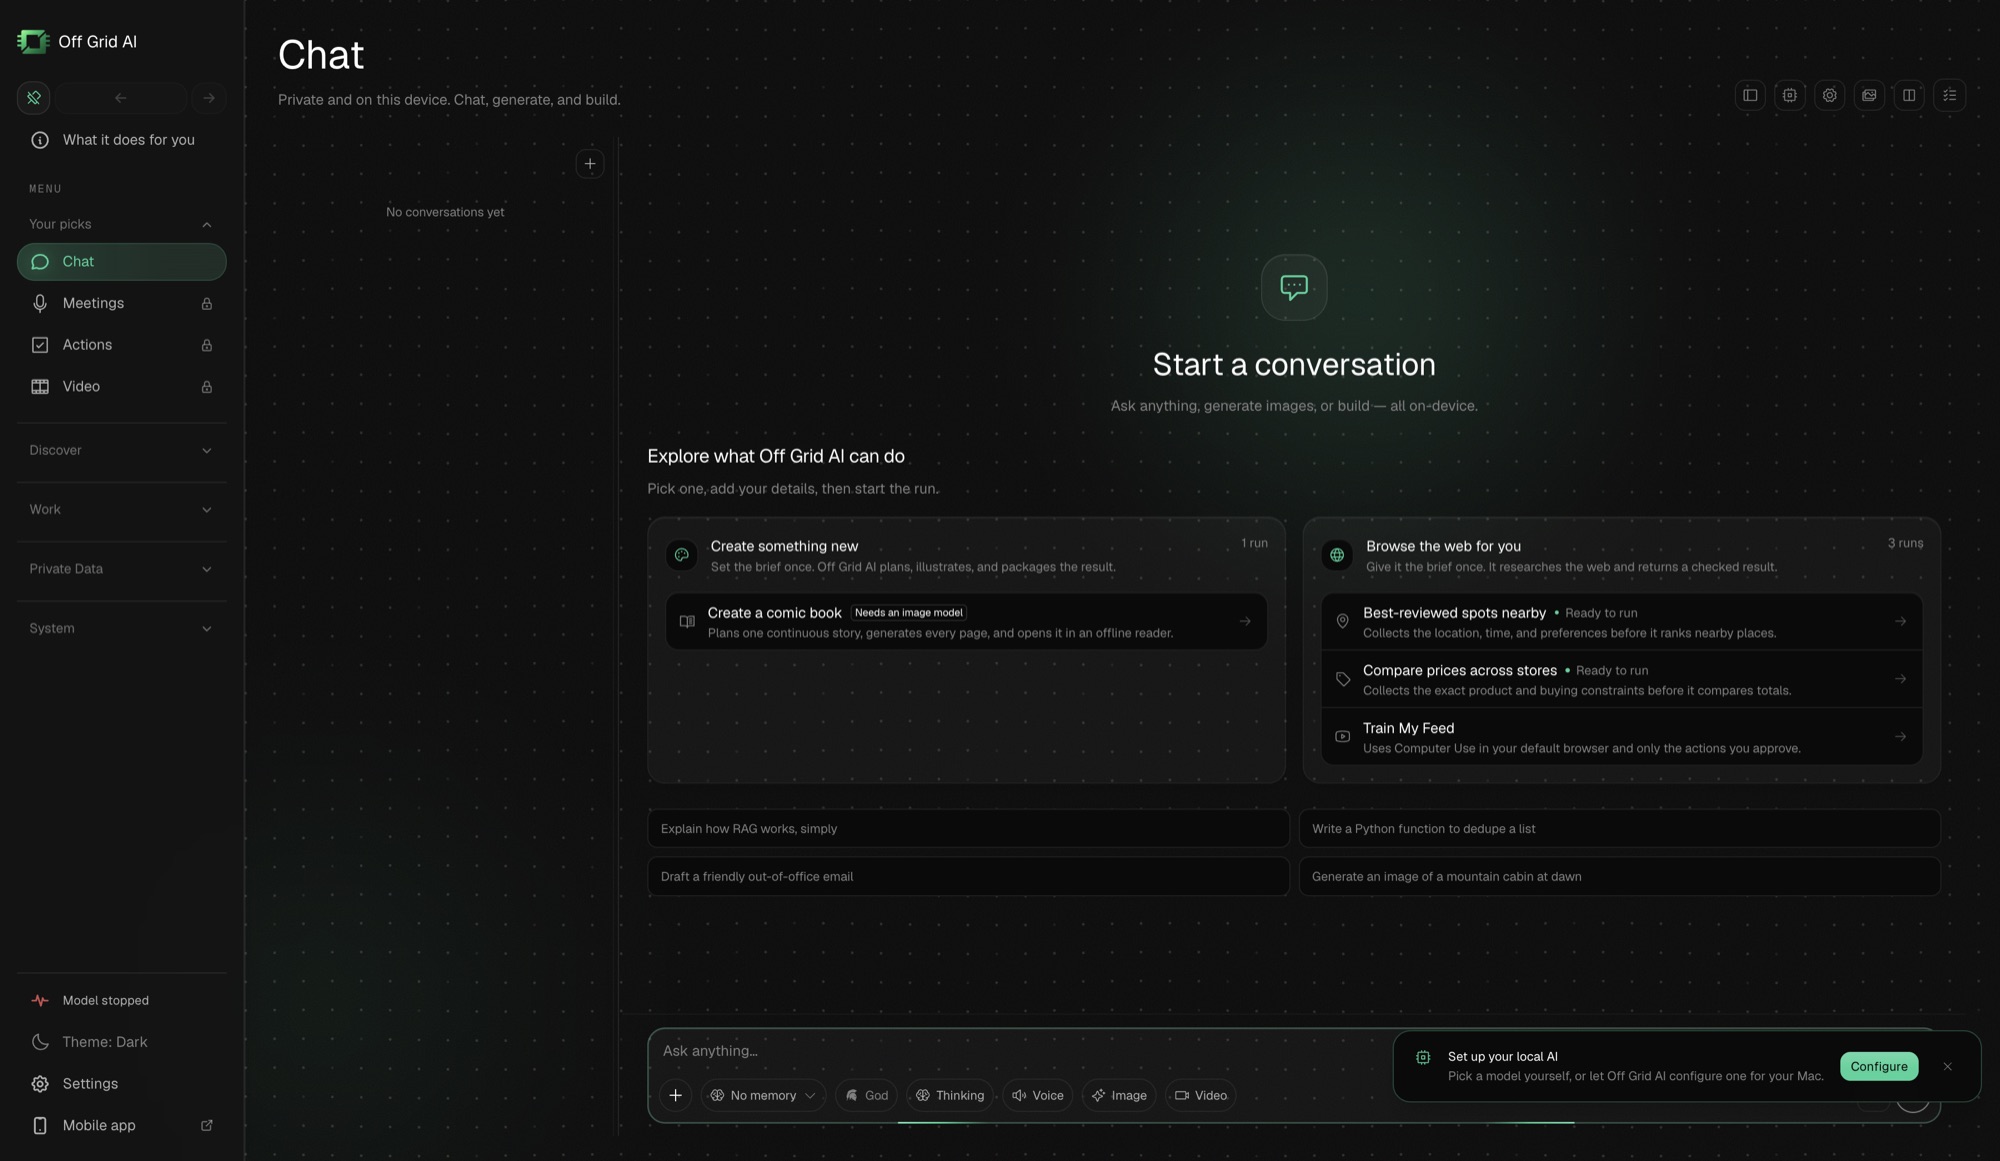 Off Grid AI
What it does for you
MENU
Your picks
Chat
Meetings
Actions
Video
Discover
Work
Private Data
System
Model stopped
Theme: Dark
Settings
Mobile app
Chat
Private and on this device. Chat, generate, and build.
No conversations yet
Start a conversation
Ask anything, generate images, or build — all on-device.
Explore what Off Grid AI can do
Pick one, add your details, then start the run.
Create something new
1 run
Set the brief once. Off Grid AI plans, illustrates, and packages the result.
Create a comic book Needs an image model
Plans one continuous story, generates every page, and opens it in an offline reader.
Browse the web for you
3 runs
Give it the brief once. It researches the web and returns a checked result.
Best-reviewed spots nearby • Ready to run
Collects the location, time, and preferences before it ranks nearby places.
Compare prices across stores • Ready to run
Collects the exact product and buying constraints before it compares totals.
Train My Feed
Uses Computer Use in your default browser and only the actions you approve.
Explain how RAG works, simply
Write a Python function to dedupe a list
Draft a friendly out-of-office email
Generate an image of a mountain cabin at dawn
Ask anything...
No memory
God
Thinking
Voice
Image
Video
Set up your local AI
Pick a model yourself, or let Off Grid AI configure one for your Mac.
Configure